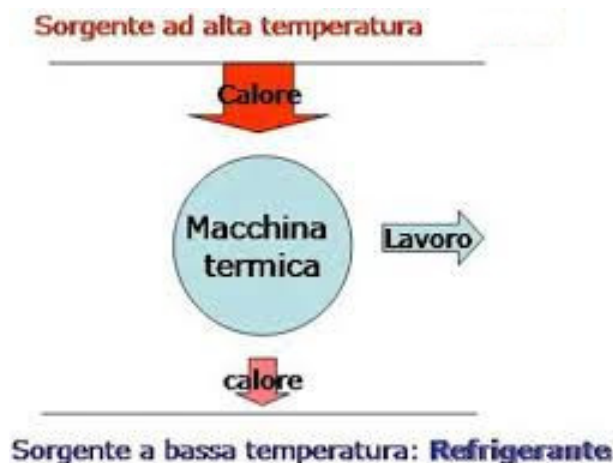 Sorgente ad alta temperatura
Calore
Macchina
termica
Lavoro
calore
Sorgente a bassa temperatura: Refrigerante